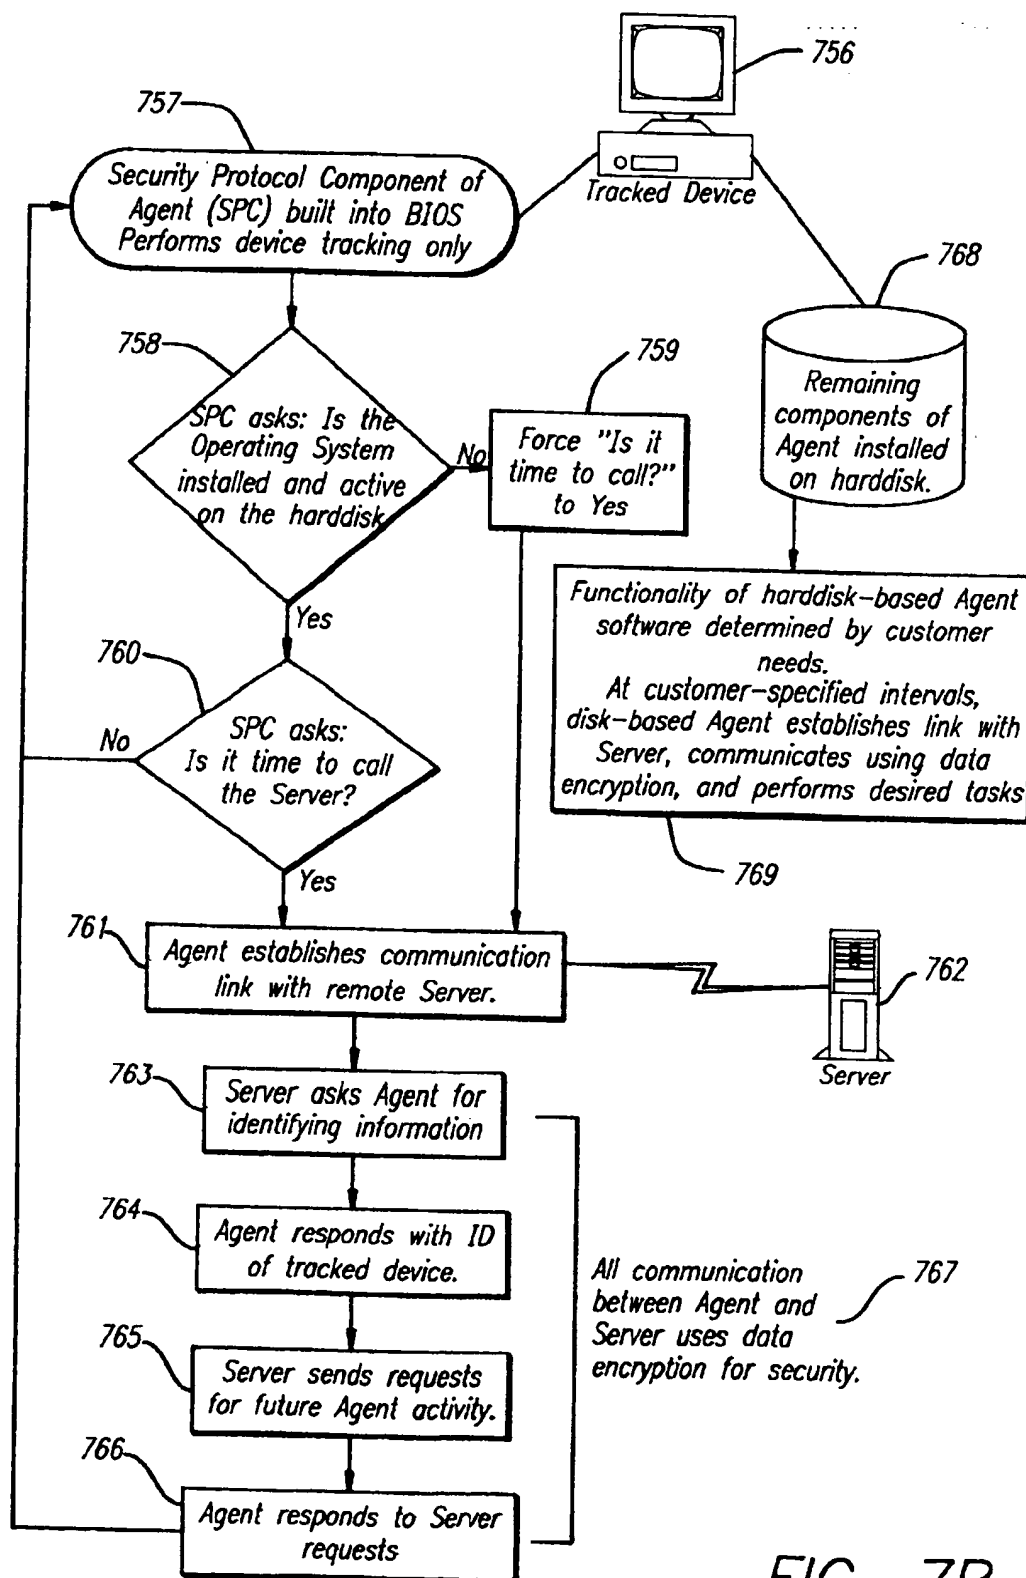 756
757
Security Protocol Component of
Agent (SPC) built into BIOS
Performs device tracking only
Tracked Device
768
758
SPC asks: Is the
Operating System
installed and active
on the harddisk
No
759
Force "Is it
time to call?"
to Yes
Remaining
components of
Agent installed
on harddisk.
Yes
Functionality of harddisk-based Agent
software determined by customer
needs.
At customer-specified intervals,
disk-based Agent establishes link with
Server, communicates using data
encryption, and performs desired tasks
769
760
No
SPC asks:
Is it time to call
the Server?
Yes
761
Agent establishes communication
link with remote Server.
762
Server
763
Server asks Agent for
identifying information
764
Agent responds with ID
of tracked device.
All communication
between Agent and
Server uses data
encryption for security.
767
765
Server sends requests
for future Agent activity.
766
Agent responds to Server
requests
FIG. 7B